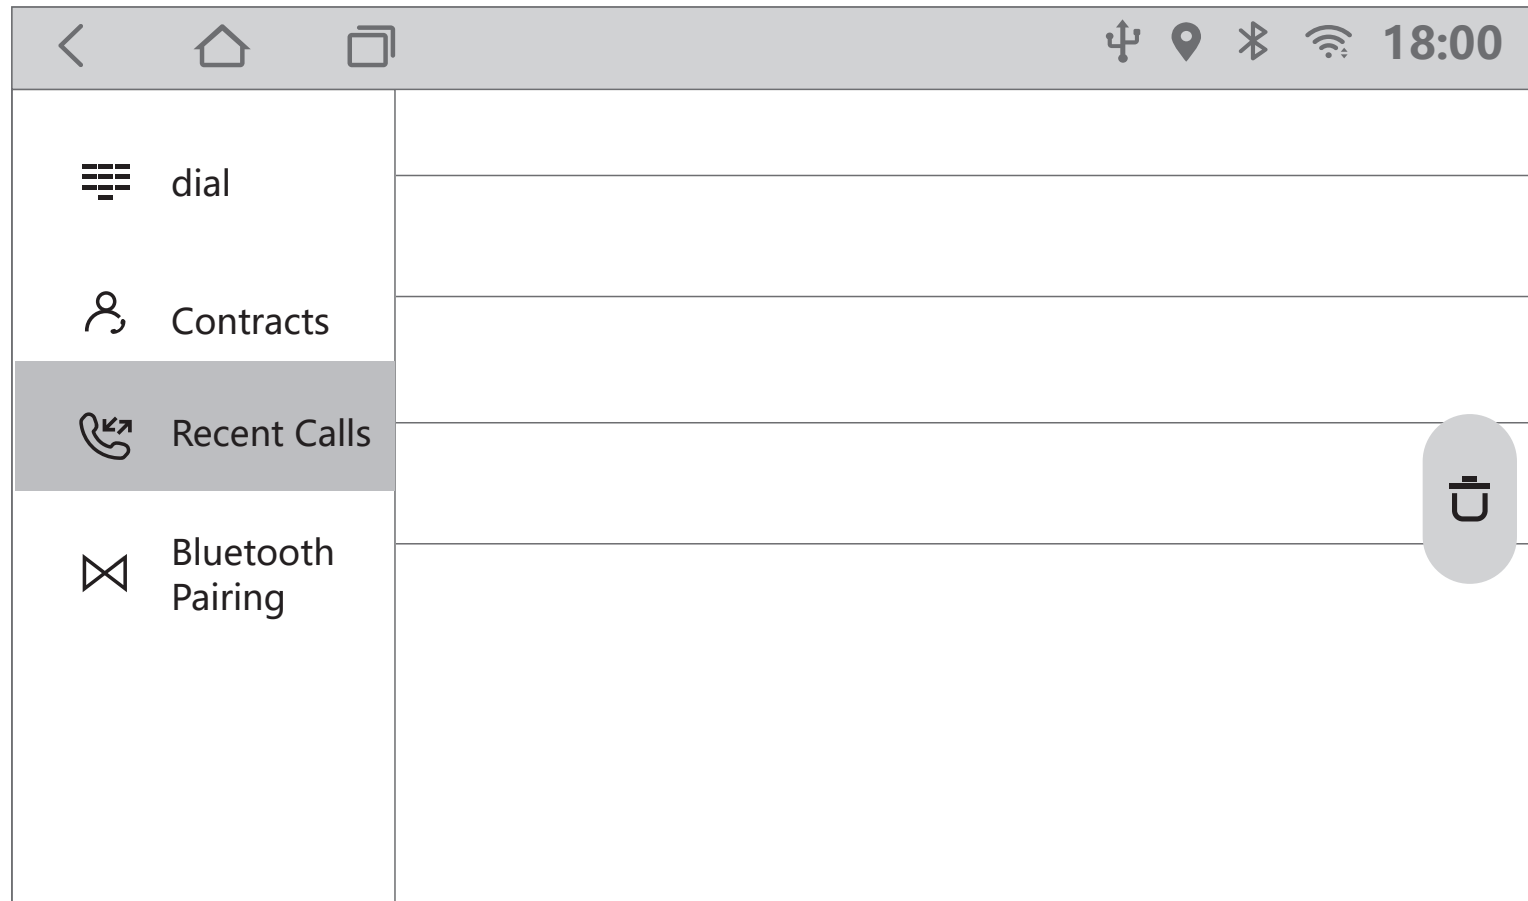 18:00
dial
Contracts
Recent Calls
Bluetooth
Pairing